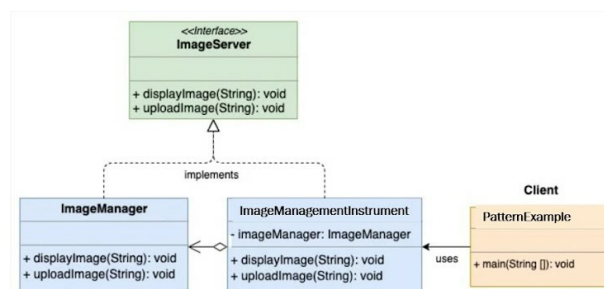 <<Interface>>
ImageServer
+ displayImage(String): void
+ uploadImage(String): void
implements
ImageManager
+ displayImage(String): void
+ uploadImage(String): void
ImageManagementInstrument
- imageManager: ImageManager
+ displayImage(String): void
+ uploadImage(String): void
uses
Client
PatternExample
+ main(String []): void